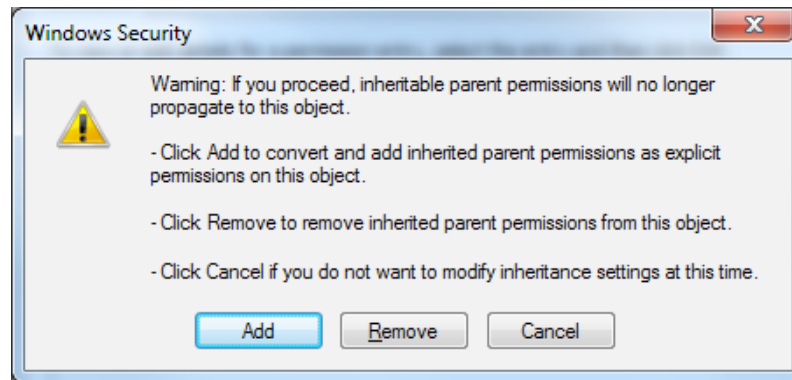 Windows Security
Warning: If you proceed, inheritable parent permissions will no longer
propagate to this object.
- Click Add to convert and add inherited parent permissions as explicit
permissions on this object.
- Click Remove to remove inherited parent permissions from this object.
- Click Cancel if you do not want to modify inheritance settings at this time.
Add Remove Cancel